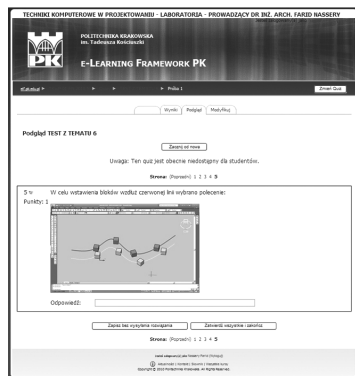 TECHNIKI KOMPUTEROWE W PROJEKTOWANIU - LABORATORIA - PROWADZĄCY DR INŻ. ARCH. FARID NASSERY
POLITECHNIKA KRAKOWSKA
im. Tadeusza Kościuszki
PK
e-Learning Framework PK
Próba 1
Zmień Quiz
Wyniki
Podgląd
Modyfikuj
Podgląd TEST Z TEMATU 6
Zacznij od nowa
Uwaga: Ten quiz jest obecnie niedostępny dla studentów.
Strona: (Poprzedni) 1 2 3 4 5
5
W celu wstawienia bloków wzdłuż czerwonej linii wybrano polecenie:
Punkty: 1
Odpowiedź:
Zapisz bez wysyłania rozwiązania
Zatwierdź wszystkie i zakończ
Strona: (Poprzedni) 1 2 3 4 5